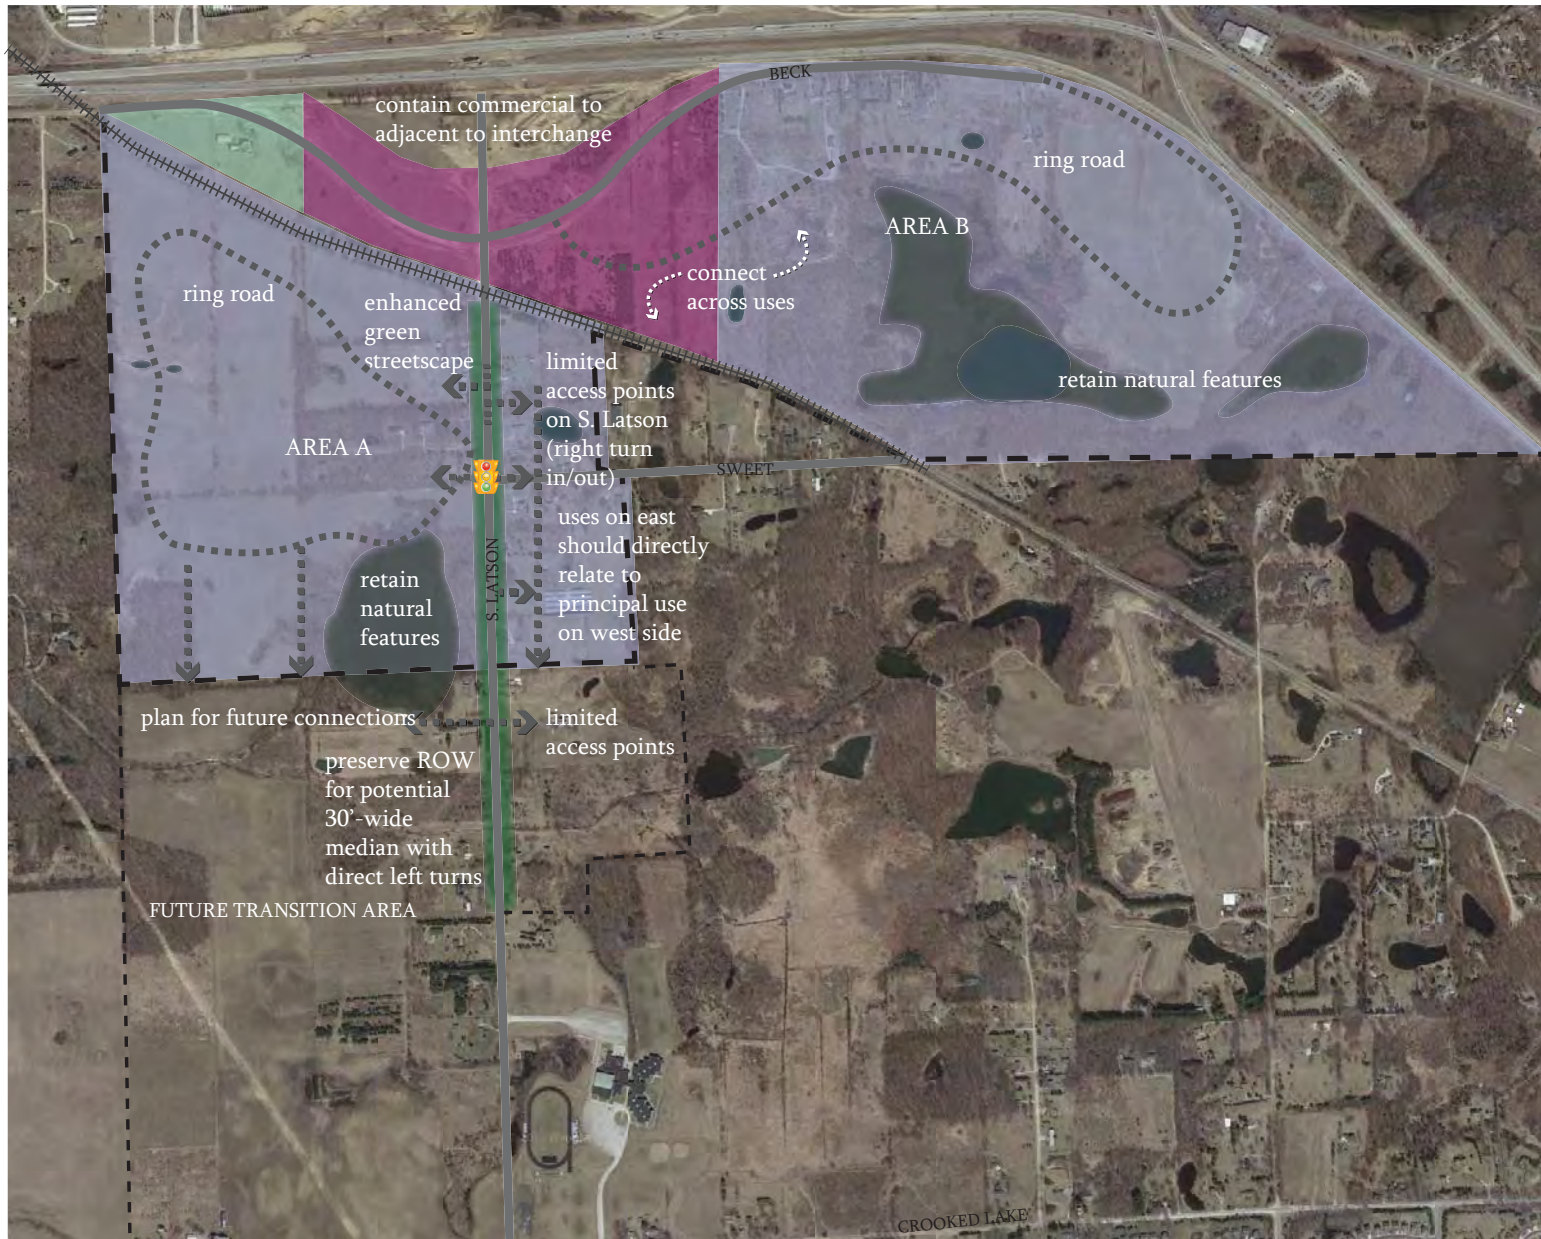 BECK
contain commercial to
adjacent to interchange
ring road
AREA B
connect
across uses
ring road
enhanced
green
streetscape
limited
access points
on S. Latson
(right turn
in/out)
retain natural features
AREA A
SWEET
uses on east
should directly
relate to
principal use
on west side
S. LATSON
retain
natural
features
plan for future connections
limited
access points
preserve ROW
for potential
30’-wide
median with
direct left turns
FUTURE TRANSITION AREA
CROOKED LAKE